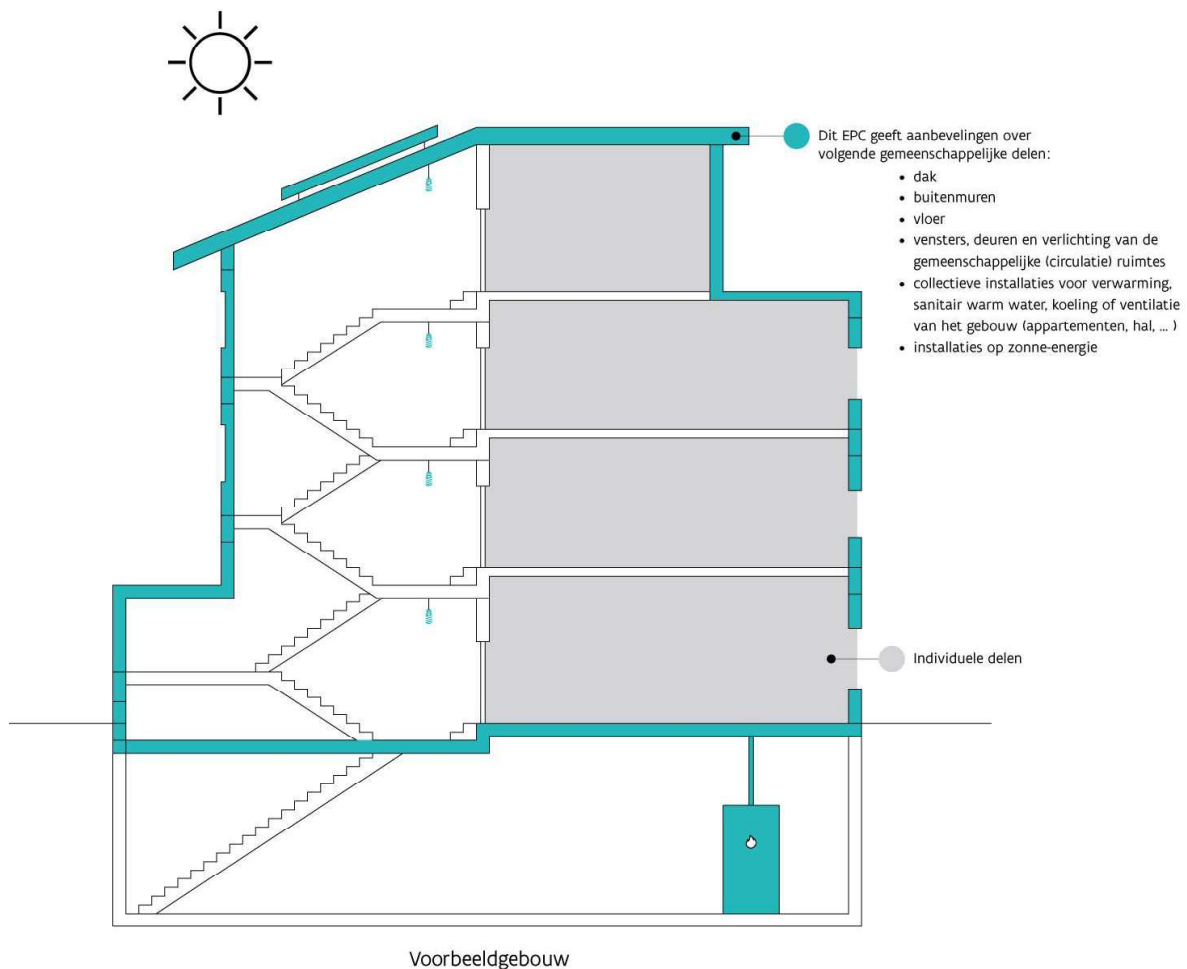 Dit EPC geeft aanbevelingen over
volgende gemeenschappelijke delen:
• dak
• buitenmuren
• vloer
• vensters, deuren en verlichting van de
gemeenschappelijke (circulatie) ruimtes
• collectieve installaties voor verwarming,
sanitair warm water, koeling of ventilatie
van het gebouw (appartementen, hal, ... )
• installaties op zonne-energie
Individuele delen
Voorbeeldgebouw